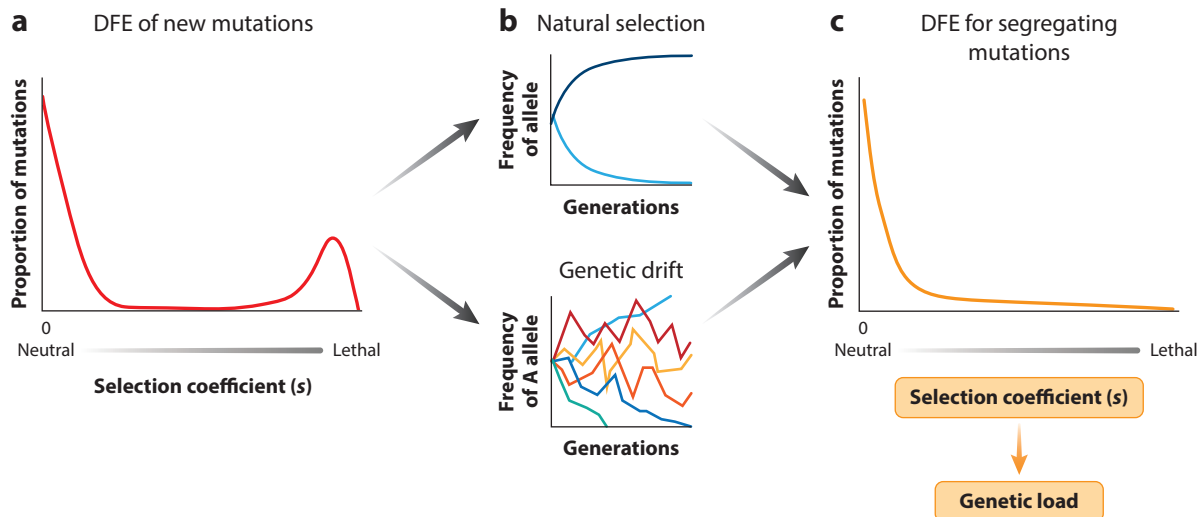 a
DFE of new mutations
Proportion of mutations
0
Neutral
Lethal
Selection coefficient (s)
b
Natural selection
Frequency
of allele
Generations
Genetic drift
Frequency
of A allele
Generations
c
DFE for segregating
mutations
Proportion of mutations
0
Neutral
Lethal
Selection coefficient (s)
Genetic load